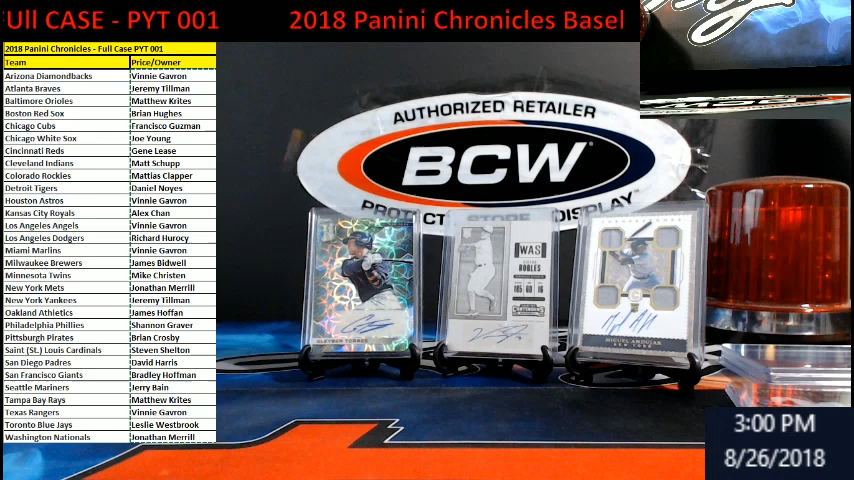 Ull CASE - PYT 001
2018 Panini Chronicles Basel
2018 Panini Chronicles - Full Case PYT 001
Team Price/Owner
Arizona Diamondbacks Vinnie Gavron
Atlanta Braves Jeremy Tillman
Baltimore Orioles Matthew Krites
Boston Red Sox Brian Hughes
Chicago Cubs Francisco Guzman
Chicago White Sox Joe Young
Cincinnati Reds Gene Lease
Cleveland Indians Matt Schupp
Colorado Rockies Mattias Clapper
Detroit Tigers Daniel Noyes
Houston Astros Vinnie Gavron
Kansas City Royals Alex Chan
Los Angeles Angels Vinnie Gavron
Los Angeles Dodgers Richard Hurocy
Miami Marlins Vinnie Gavron
Milwaukee Brewers James Bidwell
Minnesota Twins Mike Christen
New York Mets Jonathan Merrill
New York Yankees Jeremy Tillman
Oakland Athletics James Hoffan
Philadelphia Phillies Shannon Graver
Pittsburgh Pirates Brian Crosby
Saint (St.) Louis Cardinals Steven Shelton
San Diego Padres David Harris
San Francisco Giants Bradley Hoffman
Seattle Mariners Jerry Bain
Tampa Bay Rays Matthew Krites
Texas Rangers Vinnie Gavron
Toronto Blue Jays Leslie Westbrook
Washington Nationals Jonathan Merrill
AUTHORIZED RETAILER
BCW
STORE DISPLAY
GLEYBER TORRES
WAS
VICTOR
ROBLES
185 60 16
MIGUEL ANDUJAR
NEW YORK
3:00 PM
8/26/2018